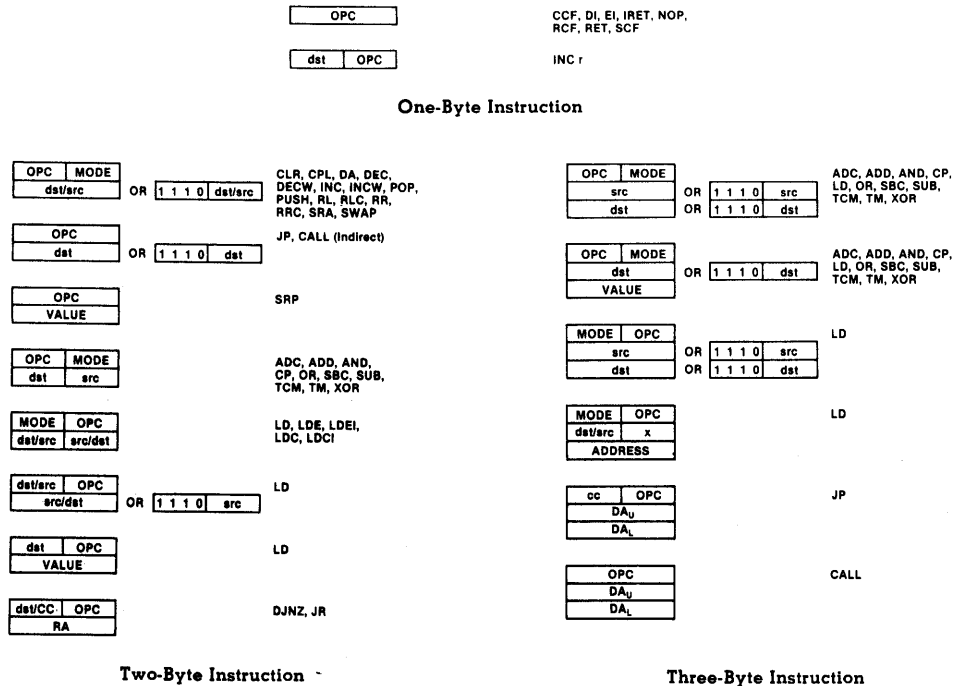 OPC
CCF, DI, EI, IRET, NOP,
RCF, RET, SCF
dst OPC
INC r
One-Byte Instruction
OPC MODE
dst/src OR 1 1 1 0 dst/src
CLR, CPL, DA, DEC,
DECW, INC, INCW, POP,
PUSH, RL, RLC, RR,
RRC, SRA, SWAP
OPC
dst OR 1 1 1 0 dst
JP, CALL (Indirect)
OPC
VALUE
SRP
OPC MODE
dst src
ADC, ADD, AND,
CP, OR, SBC, SUB,
TCM, TM, XOR
MODE OPC
dst/src src/dst
LD, LDE, LDEI,
LDC, LDCI
dst/src OPC
src/dst OR 1 1 1 0 src
LD
dst OPC
VALUE
LD
dst/CC OPC
RA
DJNZ, JR
Two-Byte Instruction
OPC MODE
src OR 1 1 1 0 src
dst OR 1 1 1 0 dst
ADC, ADD, AND, CP,
LD, OR, SBC, SUB,
TCM, TM, XOR
OPC MODE
dst OR 1 1 1 0 dst
VALUE
ADC, ADD, AND, CP,
LD, OR, SBC, SUB,
TCM, TM, XOR
MODE OPC
src OR 1 1 1 0 src
dst OR 1 1 1 0 dst
LD
MODE OPC
dst/src x
ADDRESS
LD
cc OPC
DAU
DAL
JP
OPC
DAU
DAL
CALL
Three-Byte Instruction